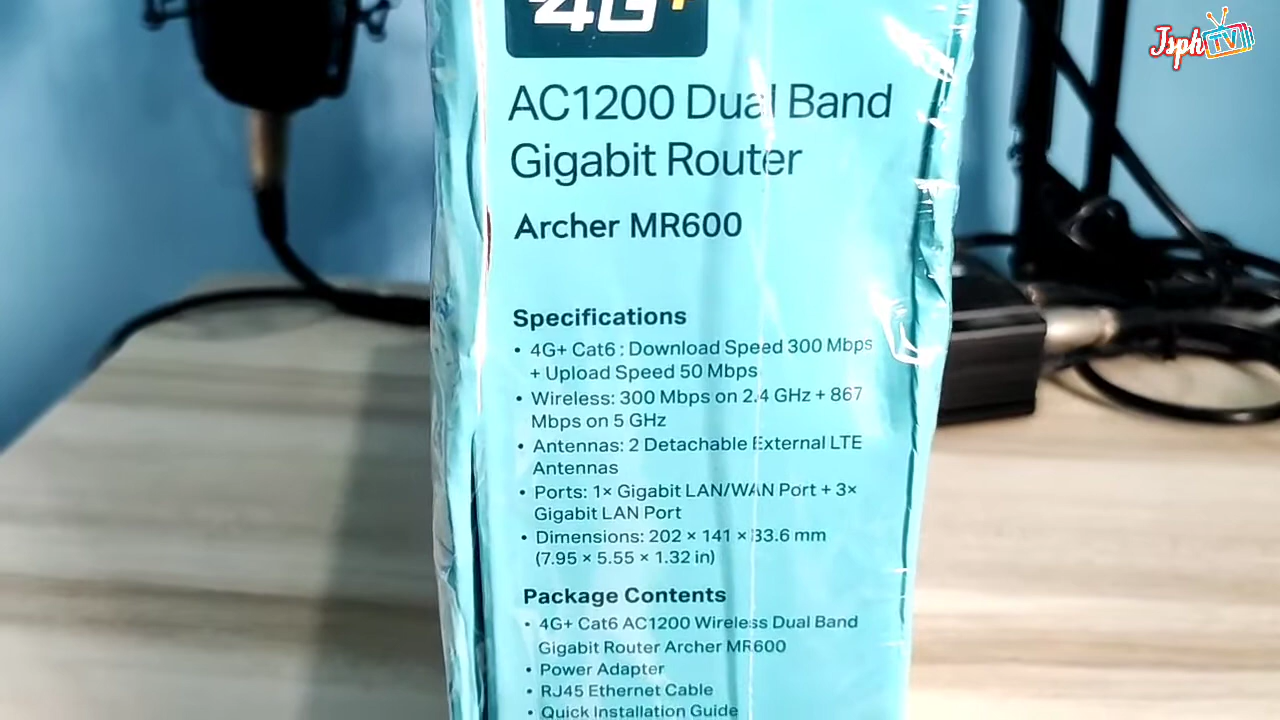 Jsph TV
4G+
AC1200 Dual Band
Gigabit Router
Archer MR600
Specifications
• 4G+ Cat6 : Download Speed 300 Mbps
+ Upload Speed 50 Mbps
• Wireless: 300 Mbps on 2.4 GHz + 867
Mbps on 5 GHz
• Antennas: 2 Detachable External LTE
Antennas
• Ports: 1× Gigabit LAN/WAN Port + 3×
Gigabit LAN Port
• Dimensions: 202 × 141 × 33.6 mm
(7.95 × 5.55 × 1.32 in)
Package Contents
• 4G+ Cat6 AC1200 Wireless Dual Band
Gigabit Router Archer MR600
• Power Adapter
• RJ45 Ethernet Cable
• Quick Installation Guide